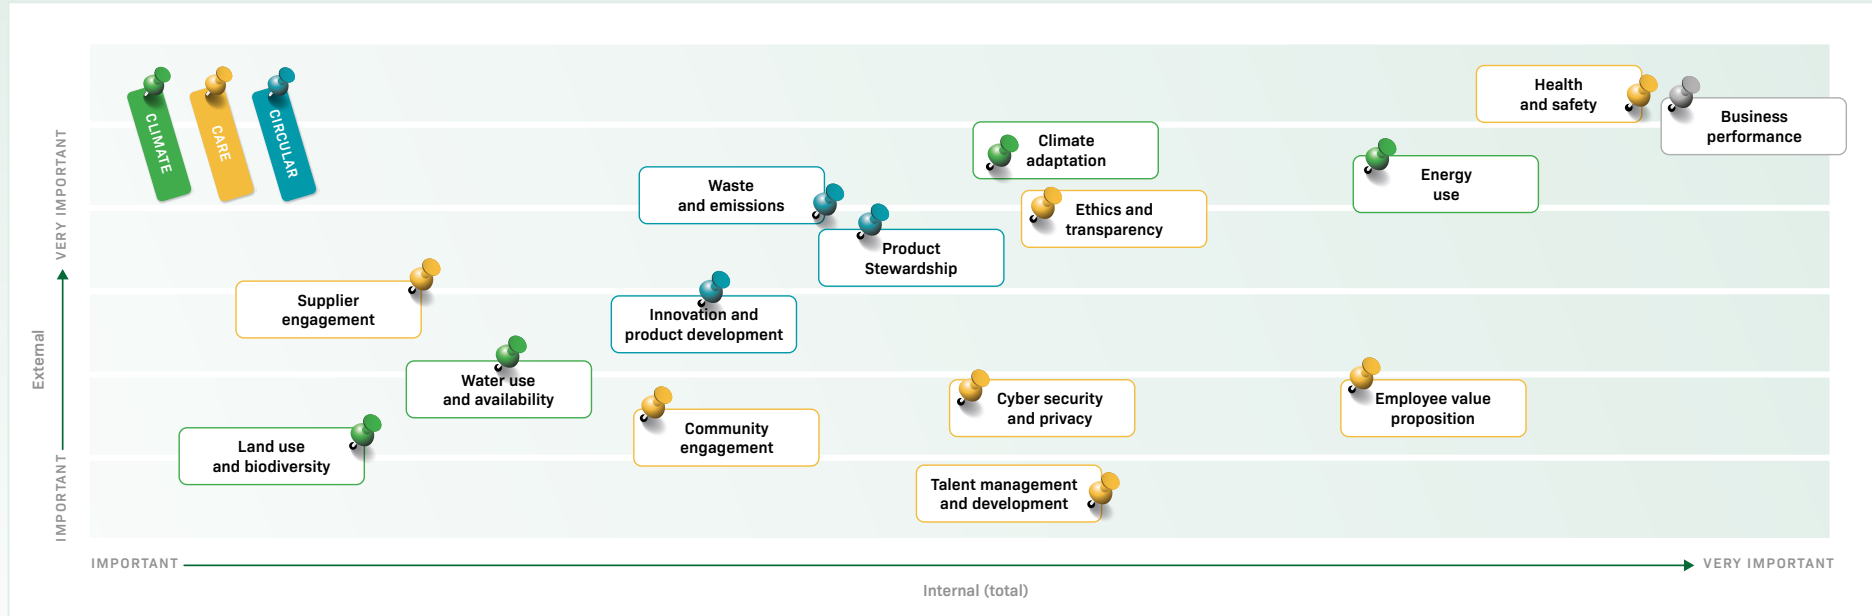 CLIMATE
CARE
CIRCULAR
Health
and safety
Business
performance
Climate
adaptation
Energy
use
Waste
and emissions
Ethics and
transparency
Product
Stewardship
Supplier
engagement
Innovation and
product development
Water use
and availability
Cyber security
and privacy
Employee value
proposition
Community
engagement
Land use
and biodiversity
Talent management
and development
VERY IMPORTANT
External
IMPORTANT
IMPORTANT
VERY IMPORTANT
Internal (total)